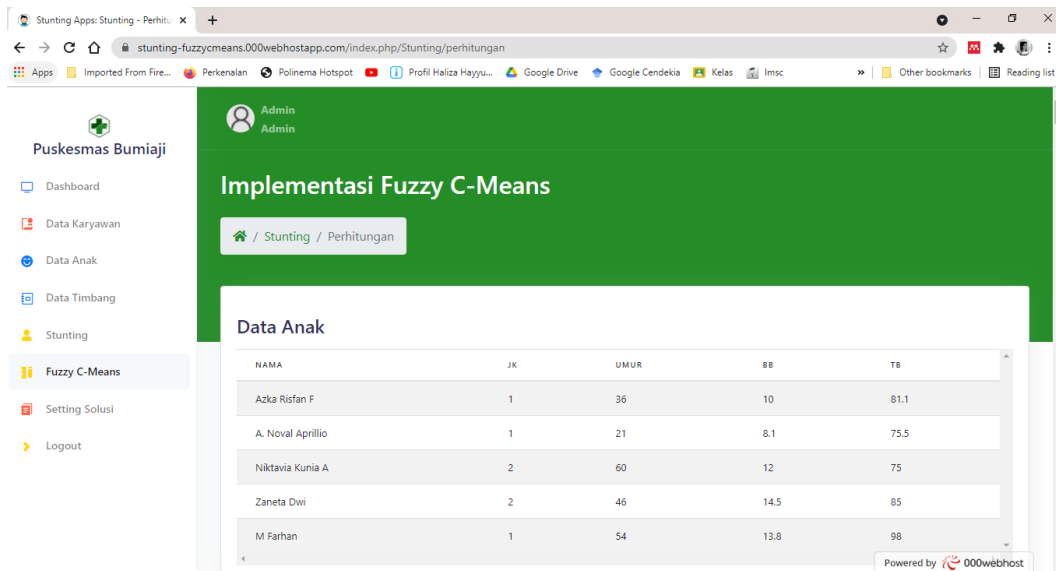 Stunting Apps: Stunting - Perhitu
stunting-fuzzycmeans.000webhostapp.com/index.php/Stunting/perhitungan
Apps Imported From Fire... Perkenalan Polinema Hotspot Profil Haliza Hayyu... Google Drive Google Cendekia Kelas Imsc » Other bookmarks Reading list
Puskesmas Bumiaji
Dashboard
Data Karyawan
Data Anak
Data Timbang
Stunting
Fuzzy C-Means
Setting Solusi
Logout
Admin
Admin
Implementasi Fuzzy C-Means
/ Stunting / Perhitungan
Data Anak
NAMA JK UMUR BB TB
Azka Risfan F 1 36 10 81.1
A. Noval Aprillio 1 21 8.1 75.5
Niktavia Kunia A 2 60 12 75
Zaneta Dwi 2 46 14.5 85
M Farhan 1 54 13.8 98
Powered by 000webhost